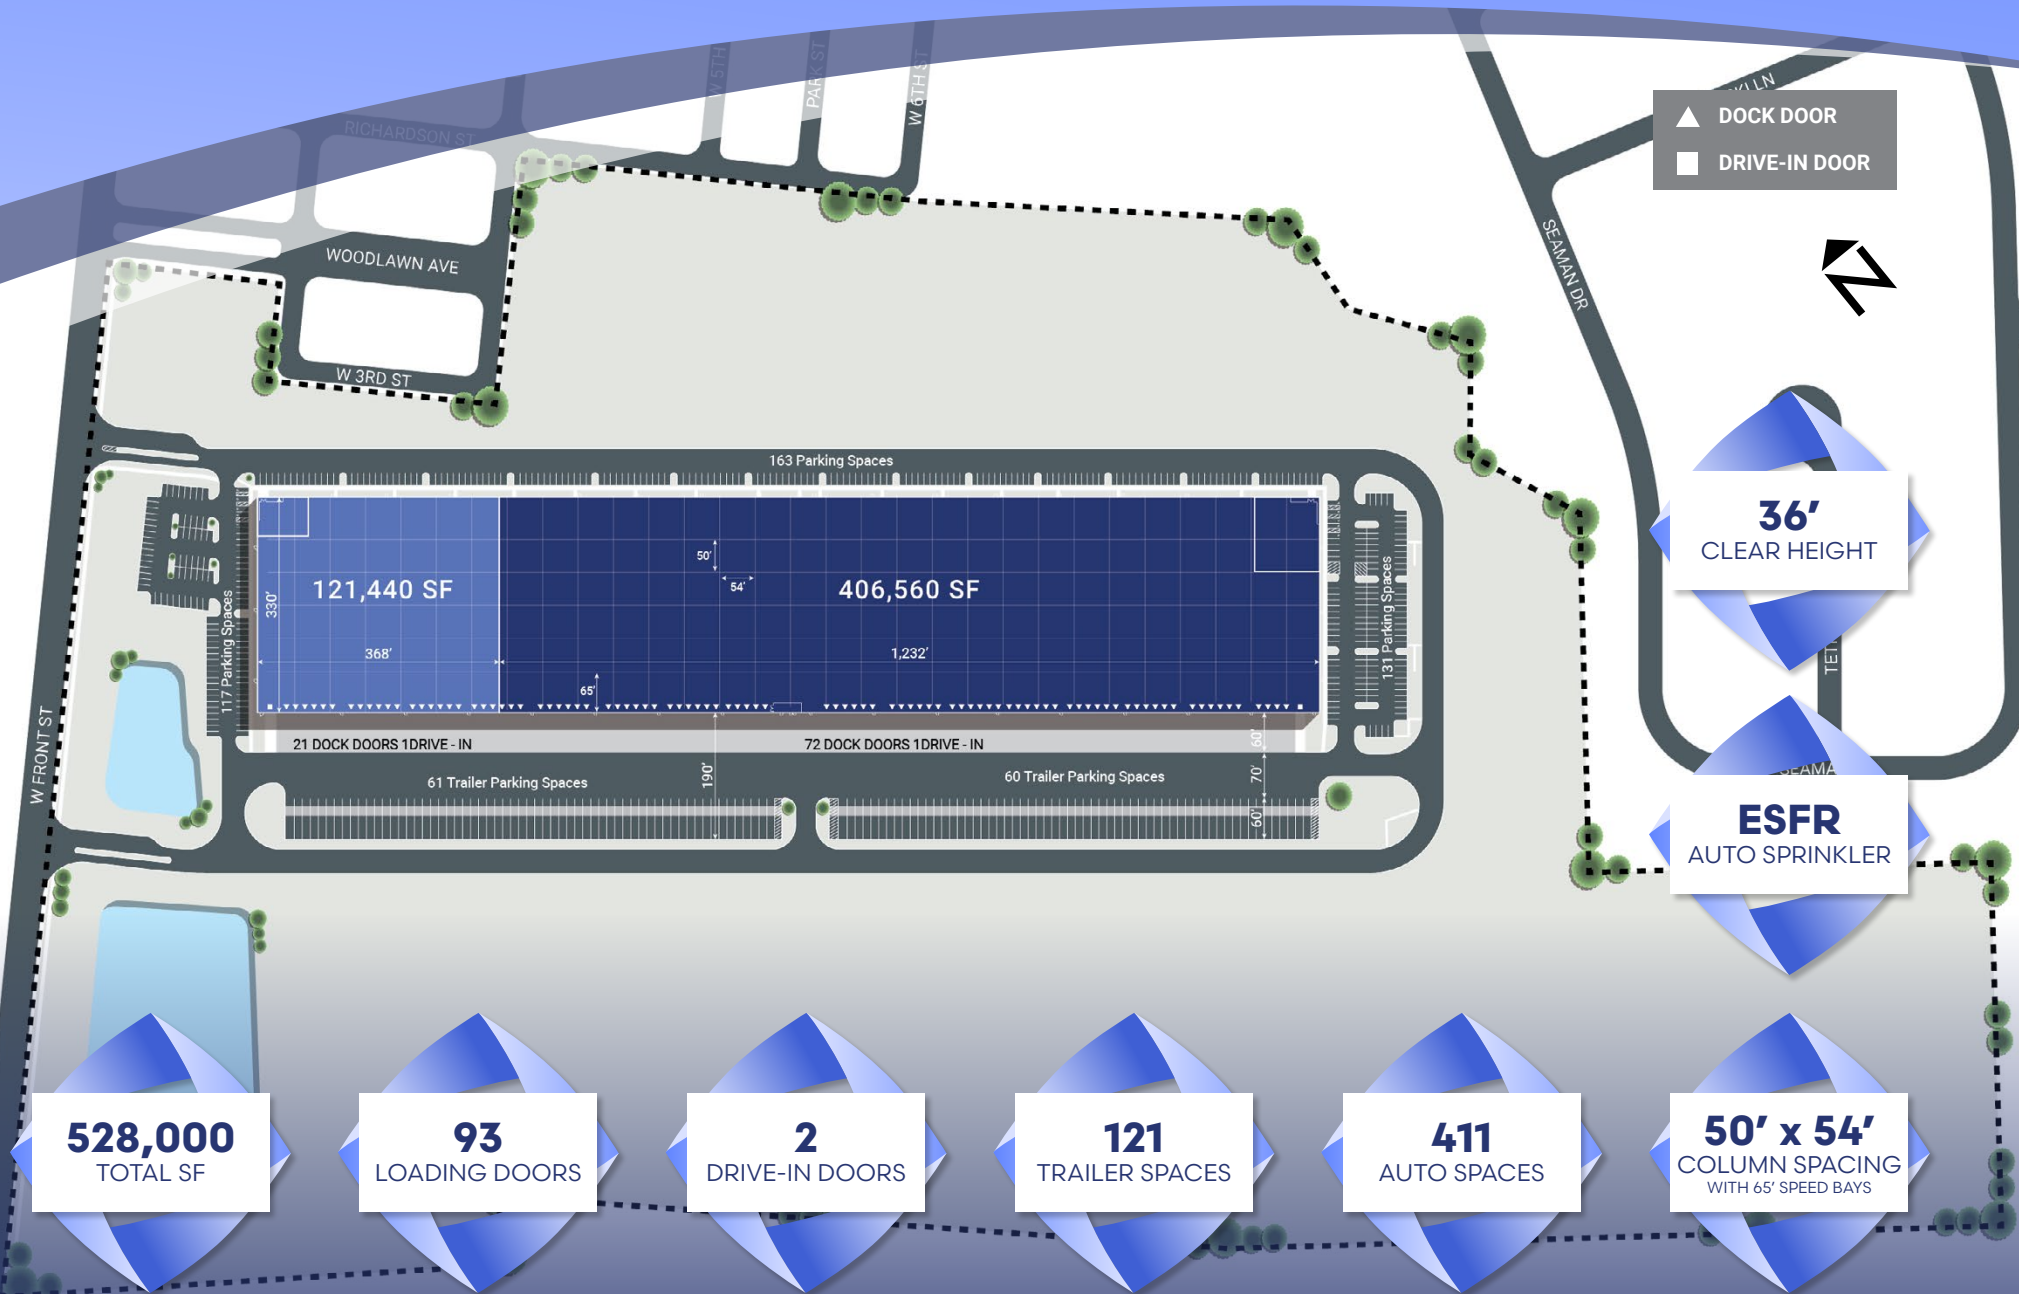 W 5TH
PARK ST
W 6TH ST
RICHARDSON ST
WOODLAWN AVE
W 3RD ST
DOCK DOOR
DRIVE-IN DOOR
SEAMAN DR
N
163 Parking Spaces
36'
CLEAR HEIGHT
121,440 SF
406,560 SF
50'
54'
330'
368'
1,232'
65'
117 Parking Spaces
131 Parking Spaces
W FRONT ST
21 DOCK DOORS 1DRIVE - IN
72 DOCK DOORS 1DRIVE - IN
61 Trailer Parking Spaces
60 Trailer Parking Spaces
190'
60'
70'
60'
ESFR
AUTO SPRINKLER
528,000
TOTAL SF
93
LOADING DOORS
2
DRIVE-IN DOORS
121
TRAILER SPACES
411
AUTO SPACES
50' x 54'
COLUMN SPACING
WITH 65' SPEED BAYS